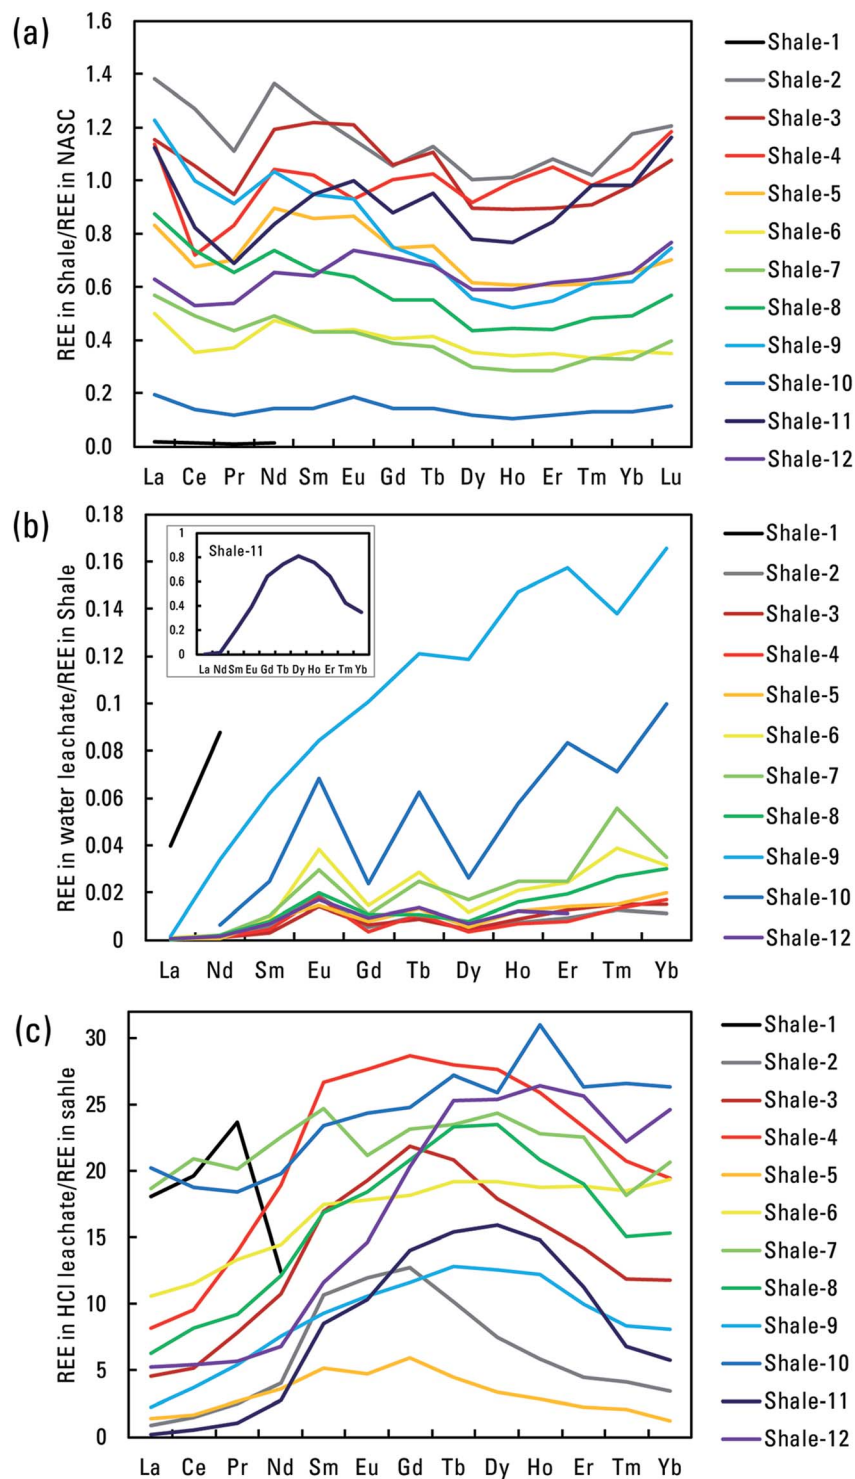 (a)
REE in Shale/REE in NASC
1.6
1.4
1.2
1.0
0.8
0.6
0.4
0.2
0.0
La Ce Pr Nd Sm Eu Gd Tb Dy Ho Er Tm Yb Lu
Shale-1
Shale-2
Shale-3
Shale-4
Shale-5
Shale-6
Shale-7
Shale-8
Shale-9
Shale-10
Shale-11
Shale-12
(b)
REE in water leachate/REE in Shale
0.18
0.16
0.14
0.12
0.1
0.08
0.06
0.04
0.02
0
Shale-11
1
0.8
0.6
0.4
0.2
0
La Nd Sm Eu Gd Tb Dy Ho Er Tm Yb
La Nd Sm Eu Gd Tb Dy Ho Er Tm Yb
Shale-1
Shale-2
Shale-3
Shale-4
Shale-5
Shale-6
Shale-7
Shale-8
Shale-9
Shale-10
Shale-12
(c)
REE in HCl leachate/REE in sahle
30
25
20
15
10
5
0
La Ce Pr Nd Sm Eu Gd Tb Dy Ho Er Tm Yb
Shale-1
Shale-2
Shale-3
Shale-4
Shale-5
Shale-6
Shale-7
Shale-8
Shale-9
Shale-10
Shale-11
Shale-12